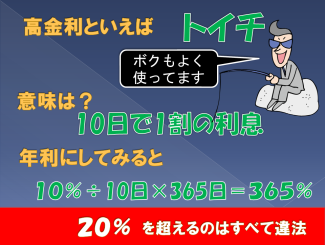 高金利といえば
トイチ
ボクもよく
使ってます
意味は？
10日で1割の利息
年利にしてみると
10％÷10日×365日＝365％
20％ を超えるのはすべて違法